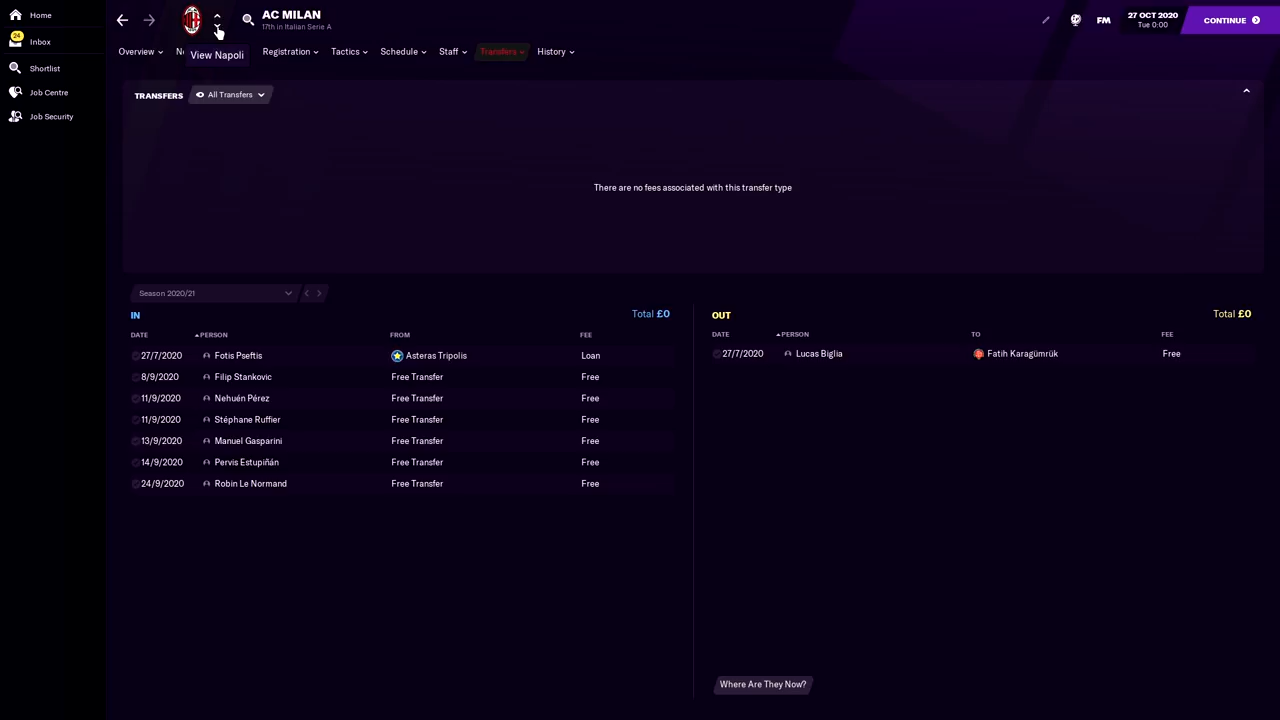 24
Home
Inbox
Shortlist
Job Centre
Job Security
AC MILAN
17th in Italian Serie A
FM
27 OCT 2020
Tue 0:00
CONTINUE
Overview
Registration
Tactics
Schedule
Staff
Transfers
History
View Napoli
TRANSFERS
All Transfers
There are no fees associated with this transfer type
Season 2020/21
IN Total £0
DATE PERSON FROM FEE
27/7/2020 Fotis Pseftis Asteras Tripolis Loan
8/9/2020 Filip Stankovic Free Transfer Free
11/9/2020 Nehuén Pérez Free Transfer Free
11/9/2020 Stéphane Ruffier Free Transfer Free
13/9/2020 Manuel Gasparini Free Transfer Free
14/9/2020 Pervis Estupiñán Free Transfer Free
24/9/2020 Robin Le Normand Free Transfer Free
OUT Total £0
DATE PERSON TO FEE
27/7/2020 Lucas Biglia Fatih Karagümrük Free
Where Are They Now?